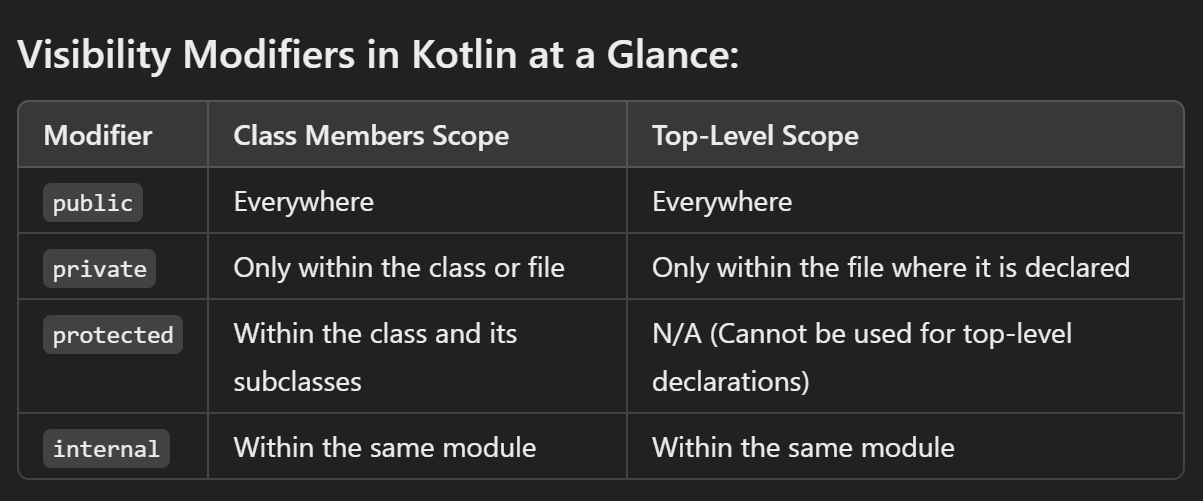 Visibility Modifiers in Kotlin at a Glance:
Modifier Class Members Scope Top-Level Scope
public Everywhere Everywhere
private Only within the class or file Only within the file where it is declared
protected Within the class and its N/A (Cannot be used for top-level
subclasses declarations)
internal Within the same module Within the same module